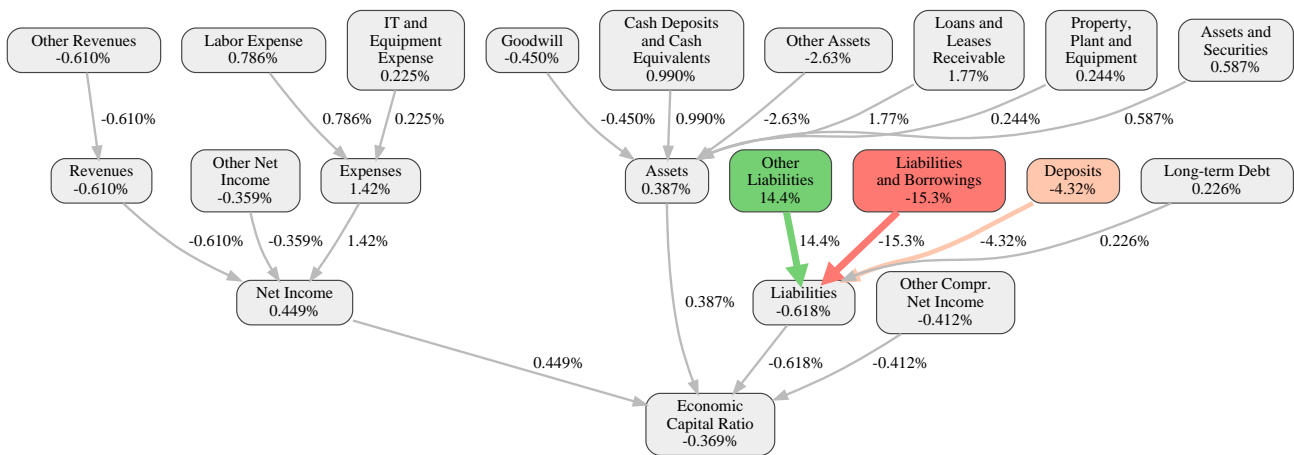 Other Revenues
-0.610%
Labor Expense
0.786%
IT and
Equipment
Expense
0.225%
Goodwill
-0.450%
Cash Deposits
and Cash
Equivalents
0.990%
Other Assets
-2.63%
Loans and
Leases
Receivable
1.77%
Property,
Plant and
Equipment
0.244%
Assets and
Securities
0.587%
-0.610%
0.786%
0.225%
-0.450%
0.990%
-2.63%
1.77%
0.244%
0.587%
Revenues
-0.610%
Other Net
Income
-0.359%
Expenses
1.42%
Assets
0.387%
Other
Liabilities
14.4%
Liabilities
and Borrowings
-15.3%
Deposits
-4.32%
Long-term Debt
0.226%
-0.610%
-0.359%
1.42%
14.4%
-15.3%
-4.32%
0.226%
Net Income
0.449%
0.387%
Liabilities
-0.618%
Other Compr.
Net Income
-0.412%
0.449%
-0.618%
-0.412%
Economic
Capital Ratio
-0.369%